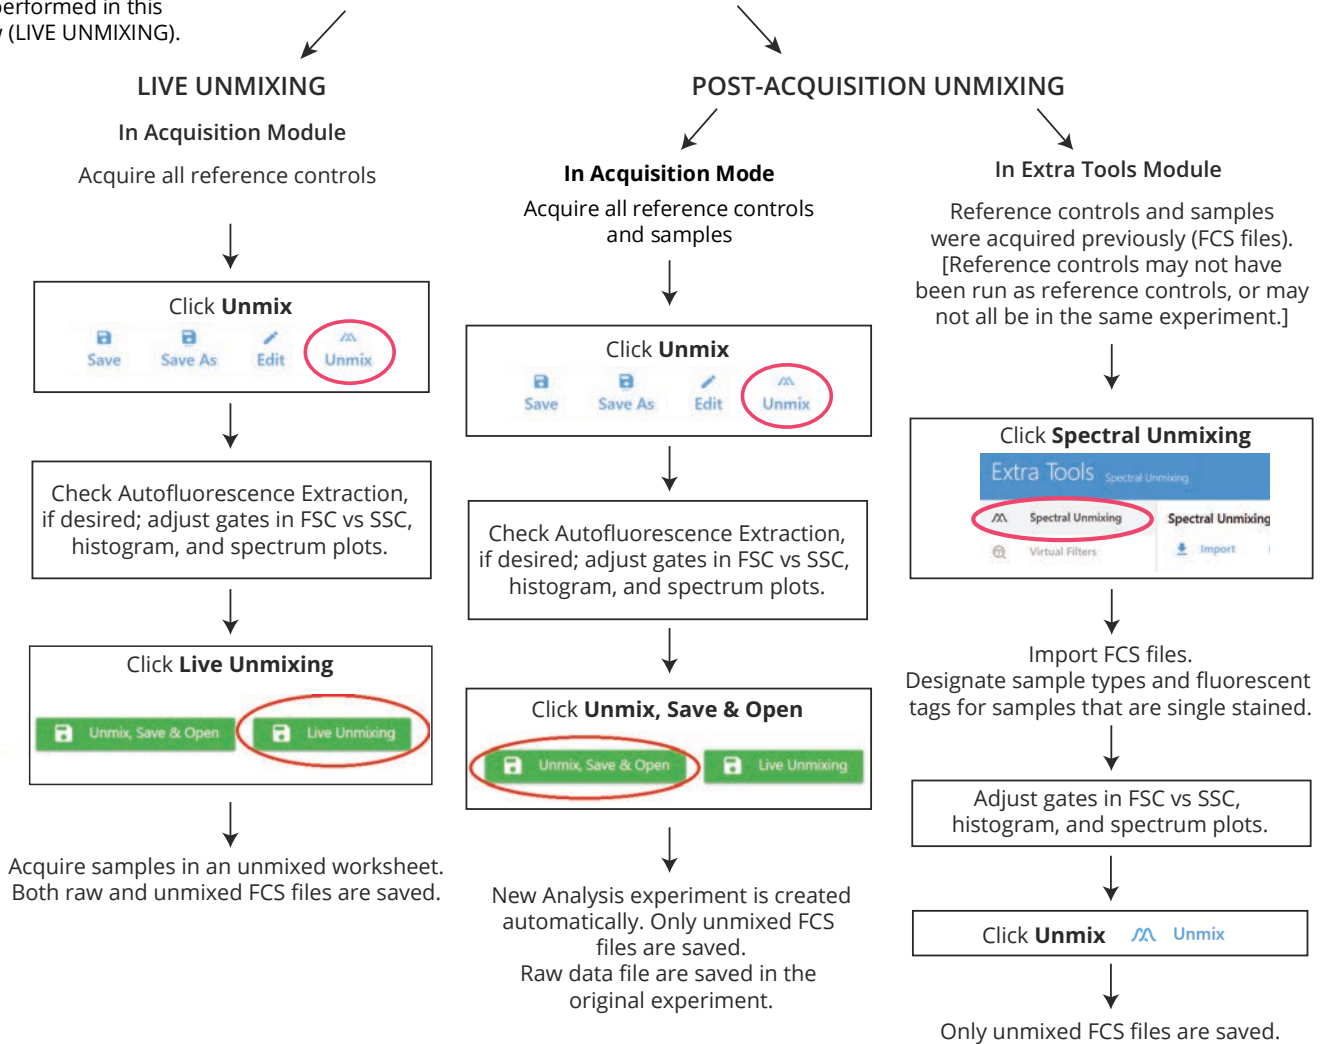 performed in this
(LIVE UNMIXING).
LIVE UNMIXING
In Acquisition Module
Acquire all reference controls
Click Unmix
Save Save As Edit Unmix
Check Autofluorescence Extraction,
if desired; adjust gates in FSC vs SSC,
histogram, and spectrum plots.
Click Live Unmixing
Unmix, Save & Open Live Unmixing
Acquire samples in an unmixed worksheet.
Both raw and unmixed FCS files are saved.
POST-ACQUISITION UNMIXING
In Acquisition Mode
Acquire all reference controls
and samples
Click Unmix
Save Save As Edit Unmix
Check Autofluorescence Extraction,
if desired; adjust gates in FSC vs SSC,
histogram, and spectrum plots.
Click Unmix, Save & Open
Unmix, Save & Open Live Unmixing
New Analysis experiment is created
automatically. Only unmixed FCS
files are saved.
Raw data file are saved in the
original experiment.
In Extra Tools Module
Reference controls and samples
were acquired previously (FCS files).
[Reference controls may not have
been run as reference controls, or may
not all be in the same experiment.]
Click Spectral Unmixing
Extra Tools Spectral Unmixing
Spectral Unmixing Spectral Unmixing
Virtual Filters Import
Import FCS files.
Designate sample types and fluorescent
tags for samples that are single stained.
Adjust gates in FSC vs SSC,
histogram, and spectrum plots.
Click Unmix Unmix
Only unmixed FCS files are saved.